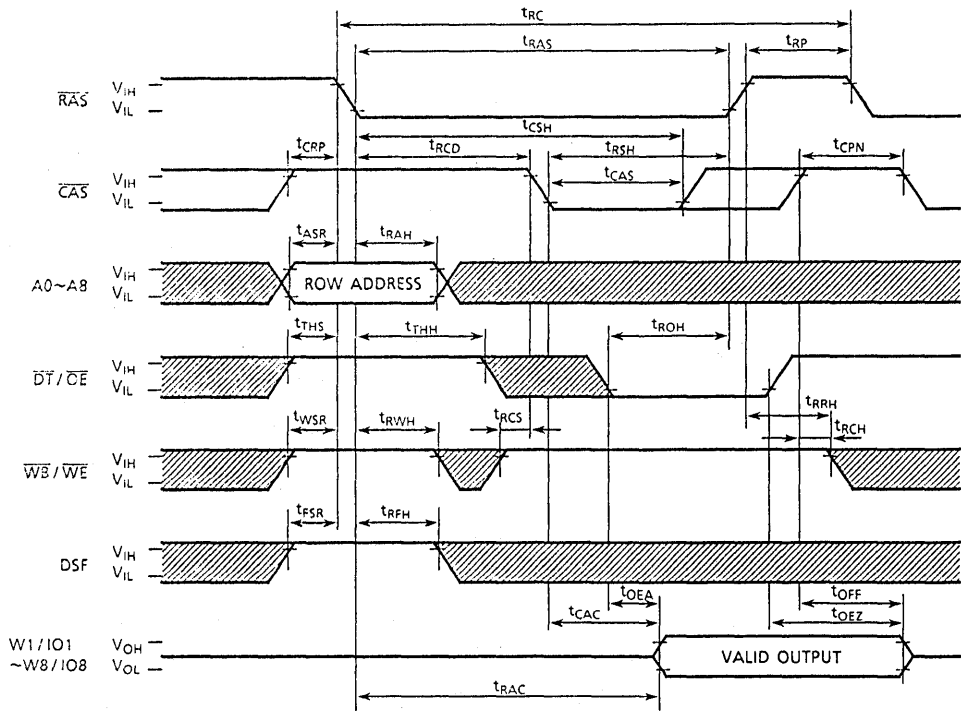 tRC
tRAS
tRP
RAS
VIH
VIL
tCSH
tCRP
tRCD
tRSH
tCPN
tCAS
CAS
VIH
VIL
tASR
tRAH
A0~A8
VIH
VIL
ROW ADDRESS
tTHS
tTHH
tROH
DT/OE
VIH
VIL
tRRH
tWSR
tRWH
tRCS
tRCH
WB/WE
VIH
VIL
tFSR
tRFH
DSF
VIH
VIL
tOEA
tOFF
tCAC
tOEZ
W1/IO1
~W8/IO8
VOH
VOL
VALID OUTPUT
tRAC